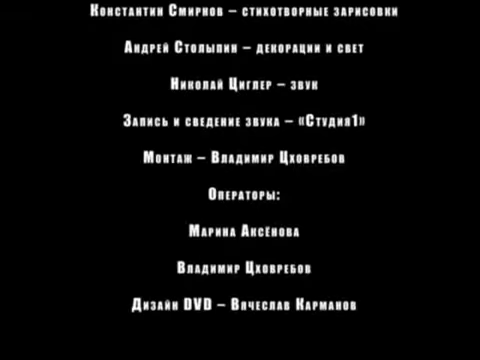 Константин Смирнов – стихотворные зарисовки
Андрей Столыпин – декорации и свет
Николай Циглер – звук
Запись и сведение звука – «Студия1»
Монтаж – Владимир Цховребов
Операторы:
Марина Аксёнова
Владимир Цховребов
Дизайн DVD – Вячеслав Карманов